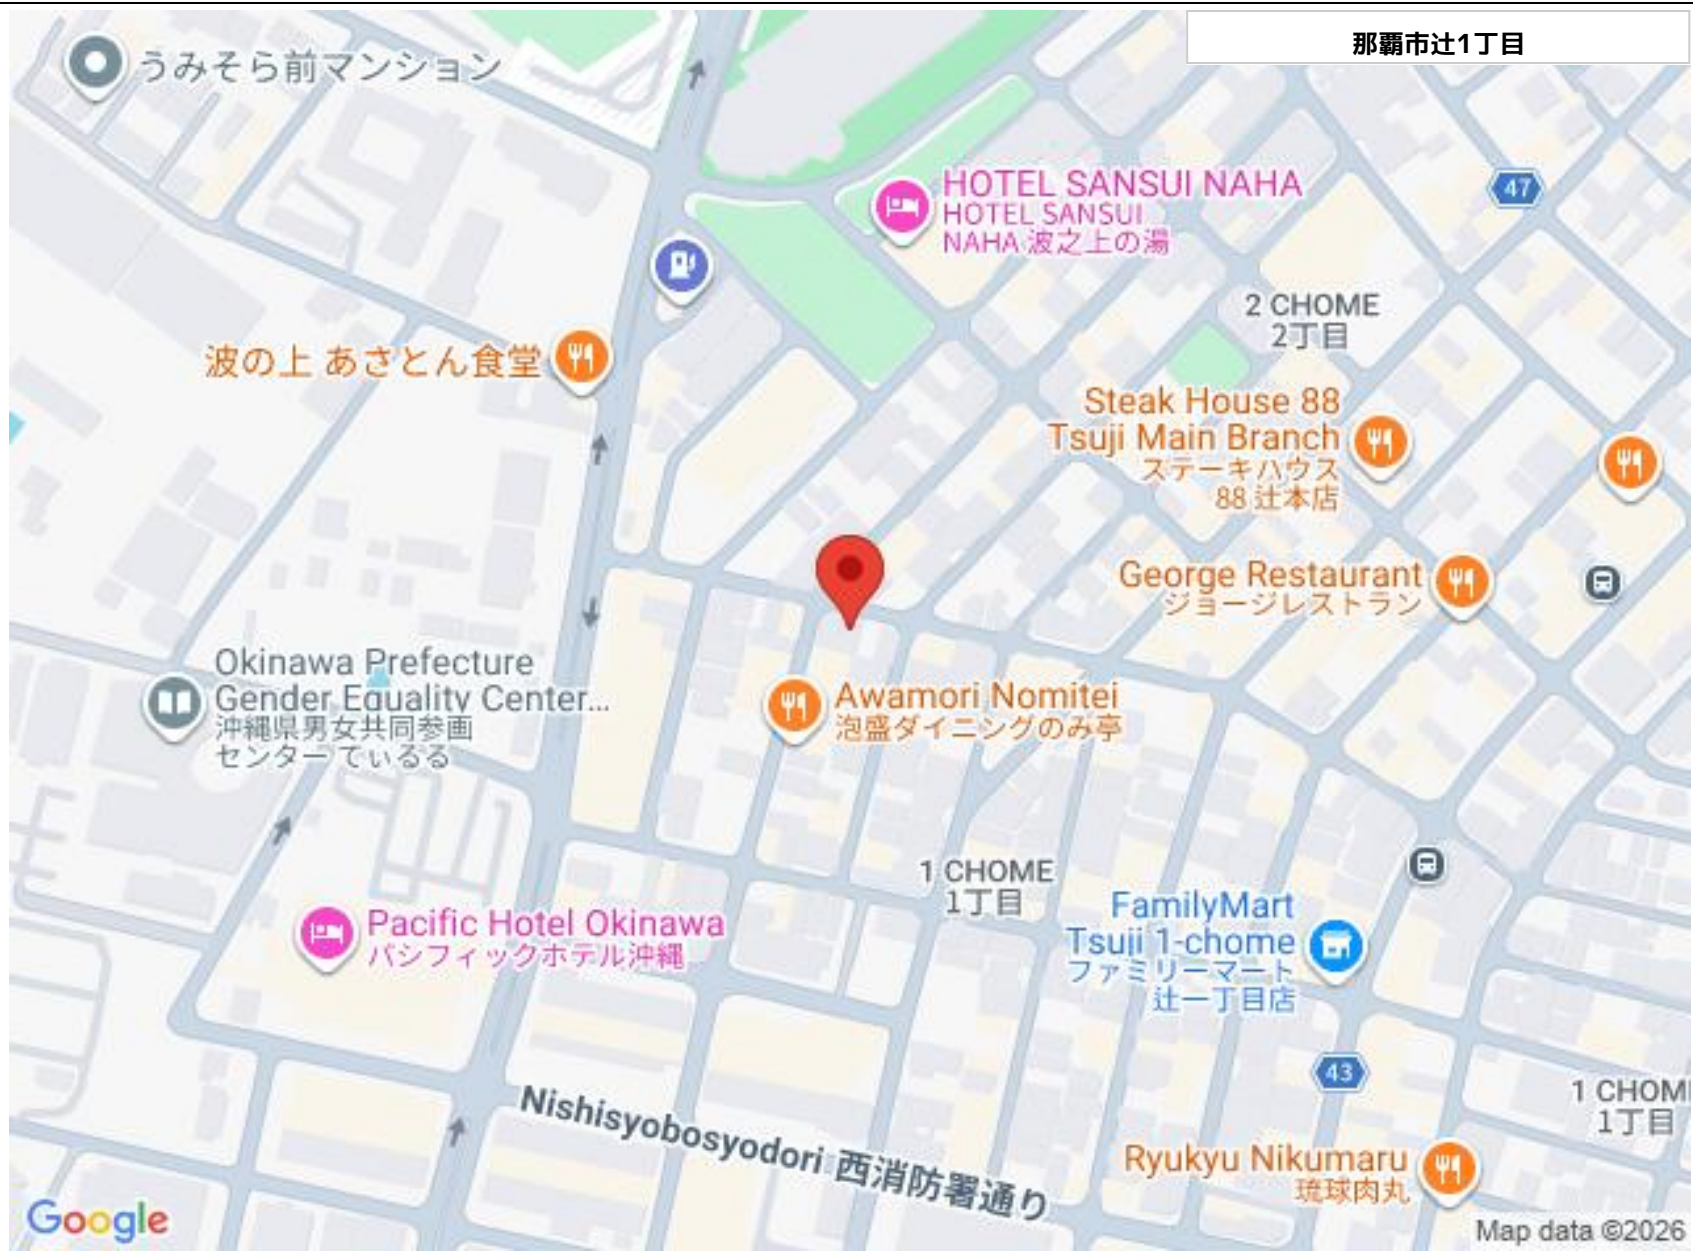 那覇市辻1丁目
うみそら前マンション
HOTEL SANSUI NAHA
HOTEL SANSUI
NAHA 波之上の湯
47
2 CHOME
2丁目
波の上 あさとん食堂
Steak House 88
Tsuji Main Branch
ステーキハウス
88 辻本店
George Restaurant
ジョージレストラン
Okinawa Prefecture
Gender Equality Center...
沖縄県男女共同参画
センター てぃるる
Awamori Nomitei
泡盛ダイニングのみ亭
1 CHOME
1丁目
FamilyMart
Tsuji 1-chome
ファミリーマート
辻一丁目店
Pacific Hotel Okinawa
パシフィックホテル沖縄
43
1 CHOM
1丁目
Nishisyobosyodori 西消防署通り
Ryukyu Nikumaru
琉球肉丸
Google
Map data ©2026